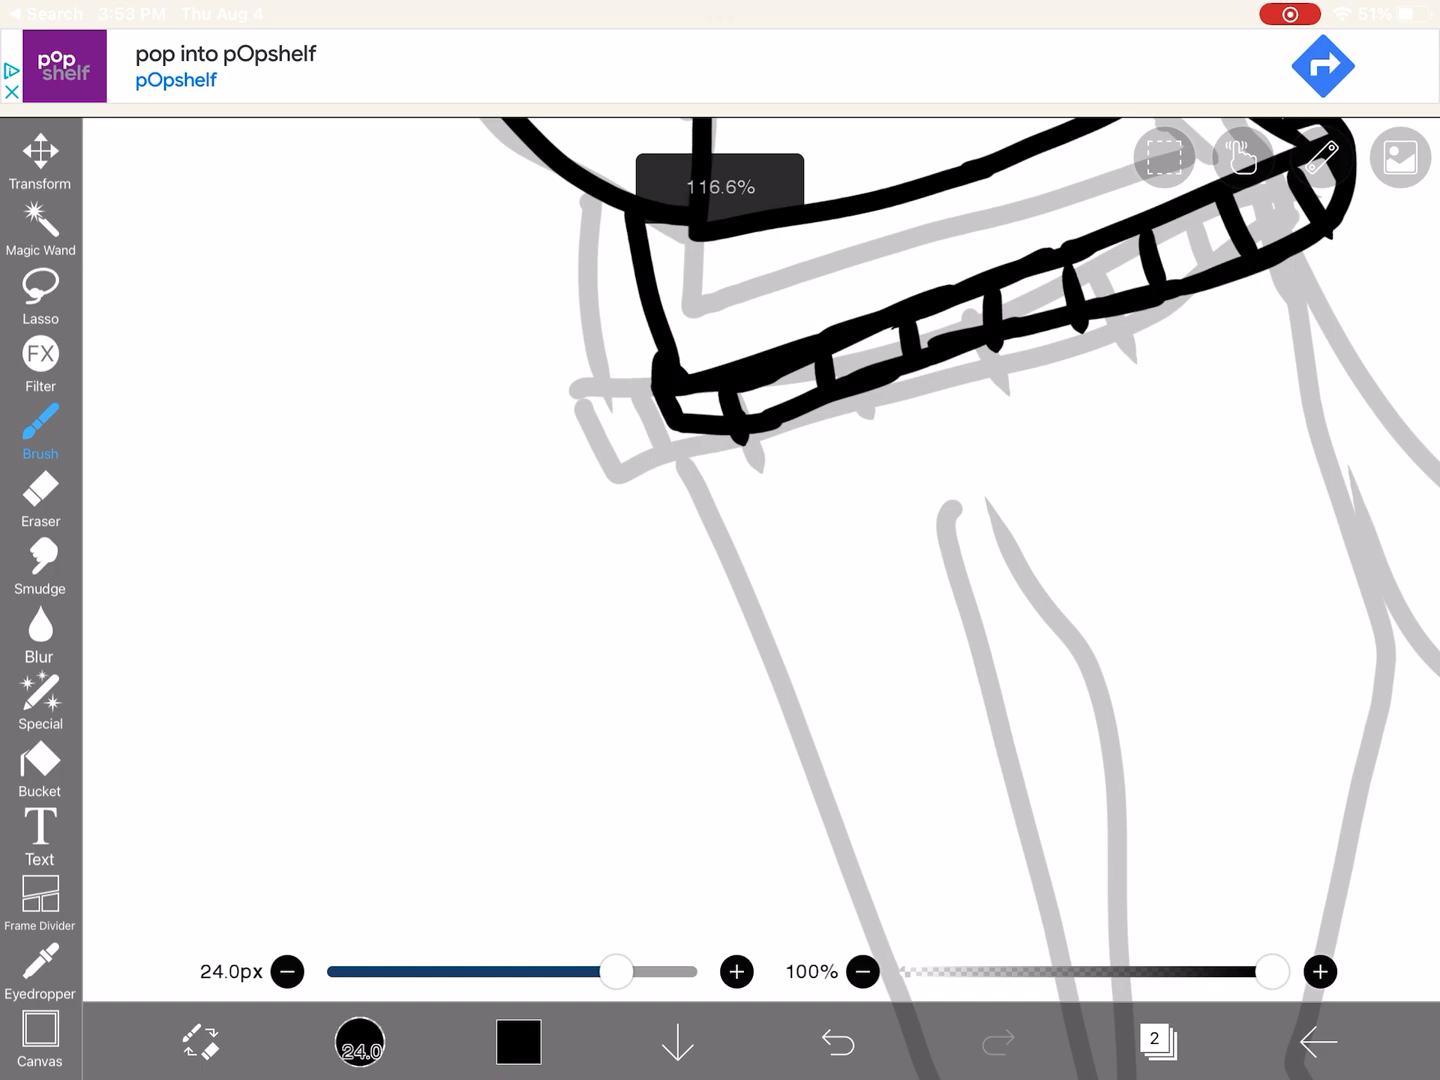 Search 3:53 PM Thu Aug 4 51%
pop shelf
pop into pOpshelf
pOpshelf
116.6%
Transform
Magic Wand
Lasso
FX
Filter
Brush
Eraser
Smudge
Blur
Special
Bucket
T
Text
Frame Divider
Eyedropper
Canvas
24.0px
100%
24.0
2